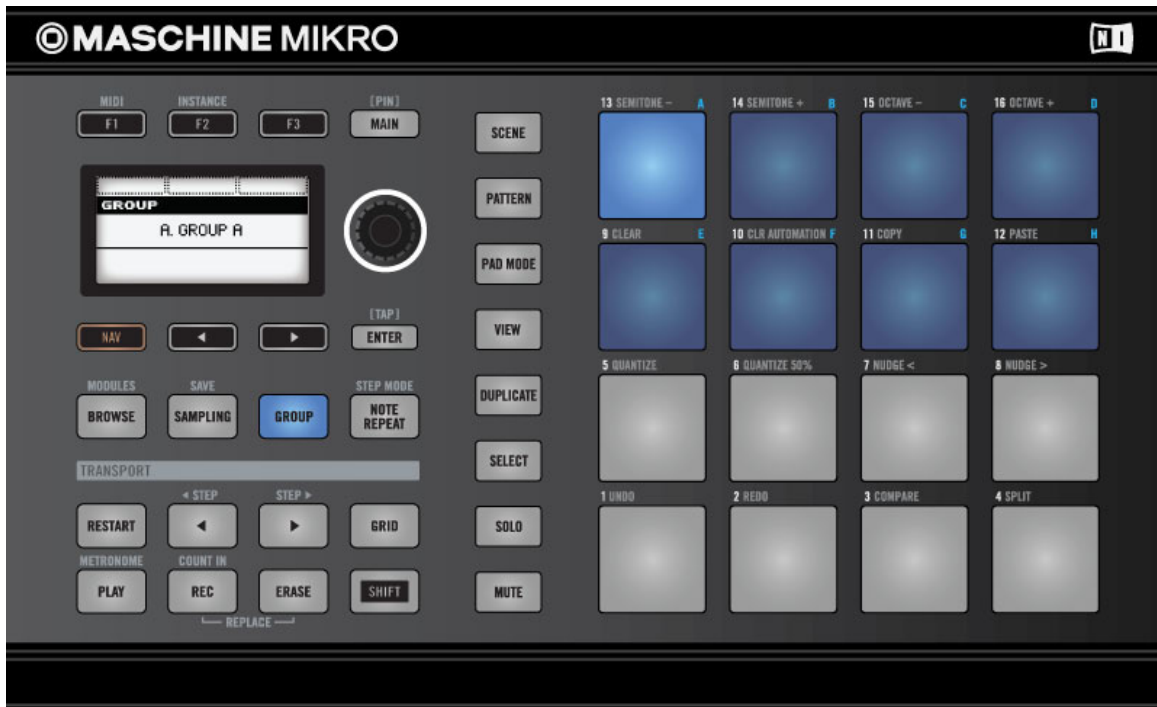 MASCHINE MIKRO
NI
MIDI INSTANCE [PIN]
F1 F2 F3 MAIN
GROUP
A. GROUP A
[TAP]
NAV ◀ ▶ ENTER
MODULES SAVE STEP MODE
BROWSE SAMPLING GROUP NOTE REPEAT
TRANSPORT
◀ STEP STEP ▶
RESTART ◀ ▶ GRID
METRONOME COUNT IN
PLAY REC ERASE SHIFT
REPLACE
SCENE
PATTERN
PAD MODE
VIEW
DUPLICATE
SELECT
SOLO
MUTE
13 SEMITONE – A 14 SEMITONE + B 15 OCTAVE – C 16 OCTAVE + D
9 CLEAR E 10 CLR AUTOMATION F 11 COPY G 12 PASTE H
5 QUANTIZE 6 QUANTIZE 50% 7 NUDGE < 8 NUDGE >
1 UNDO 2 REDO 3 COMPARE 4 SPLIT